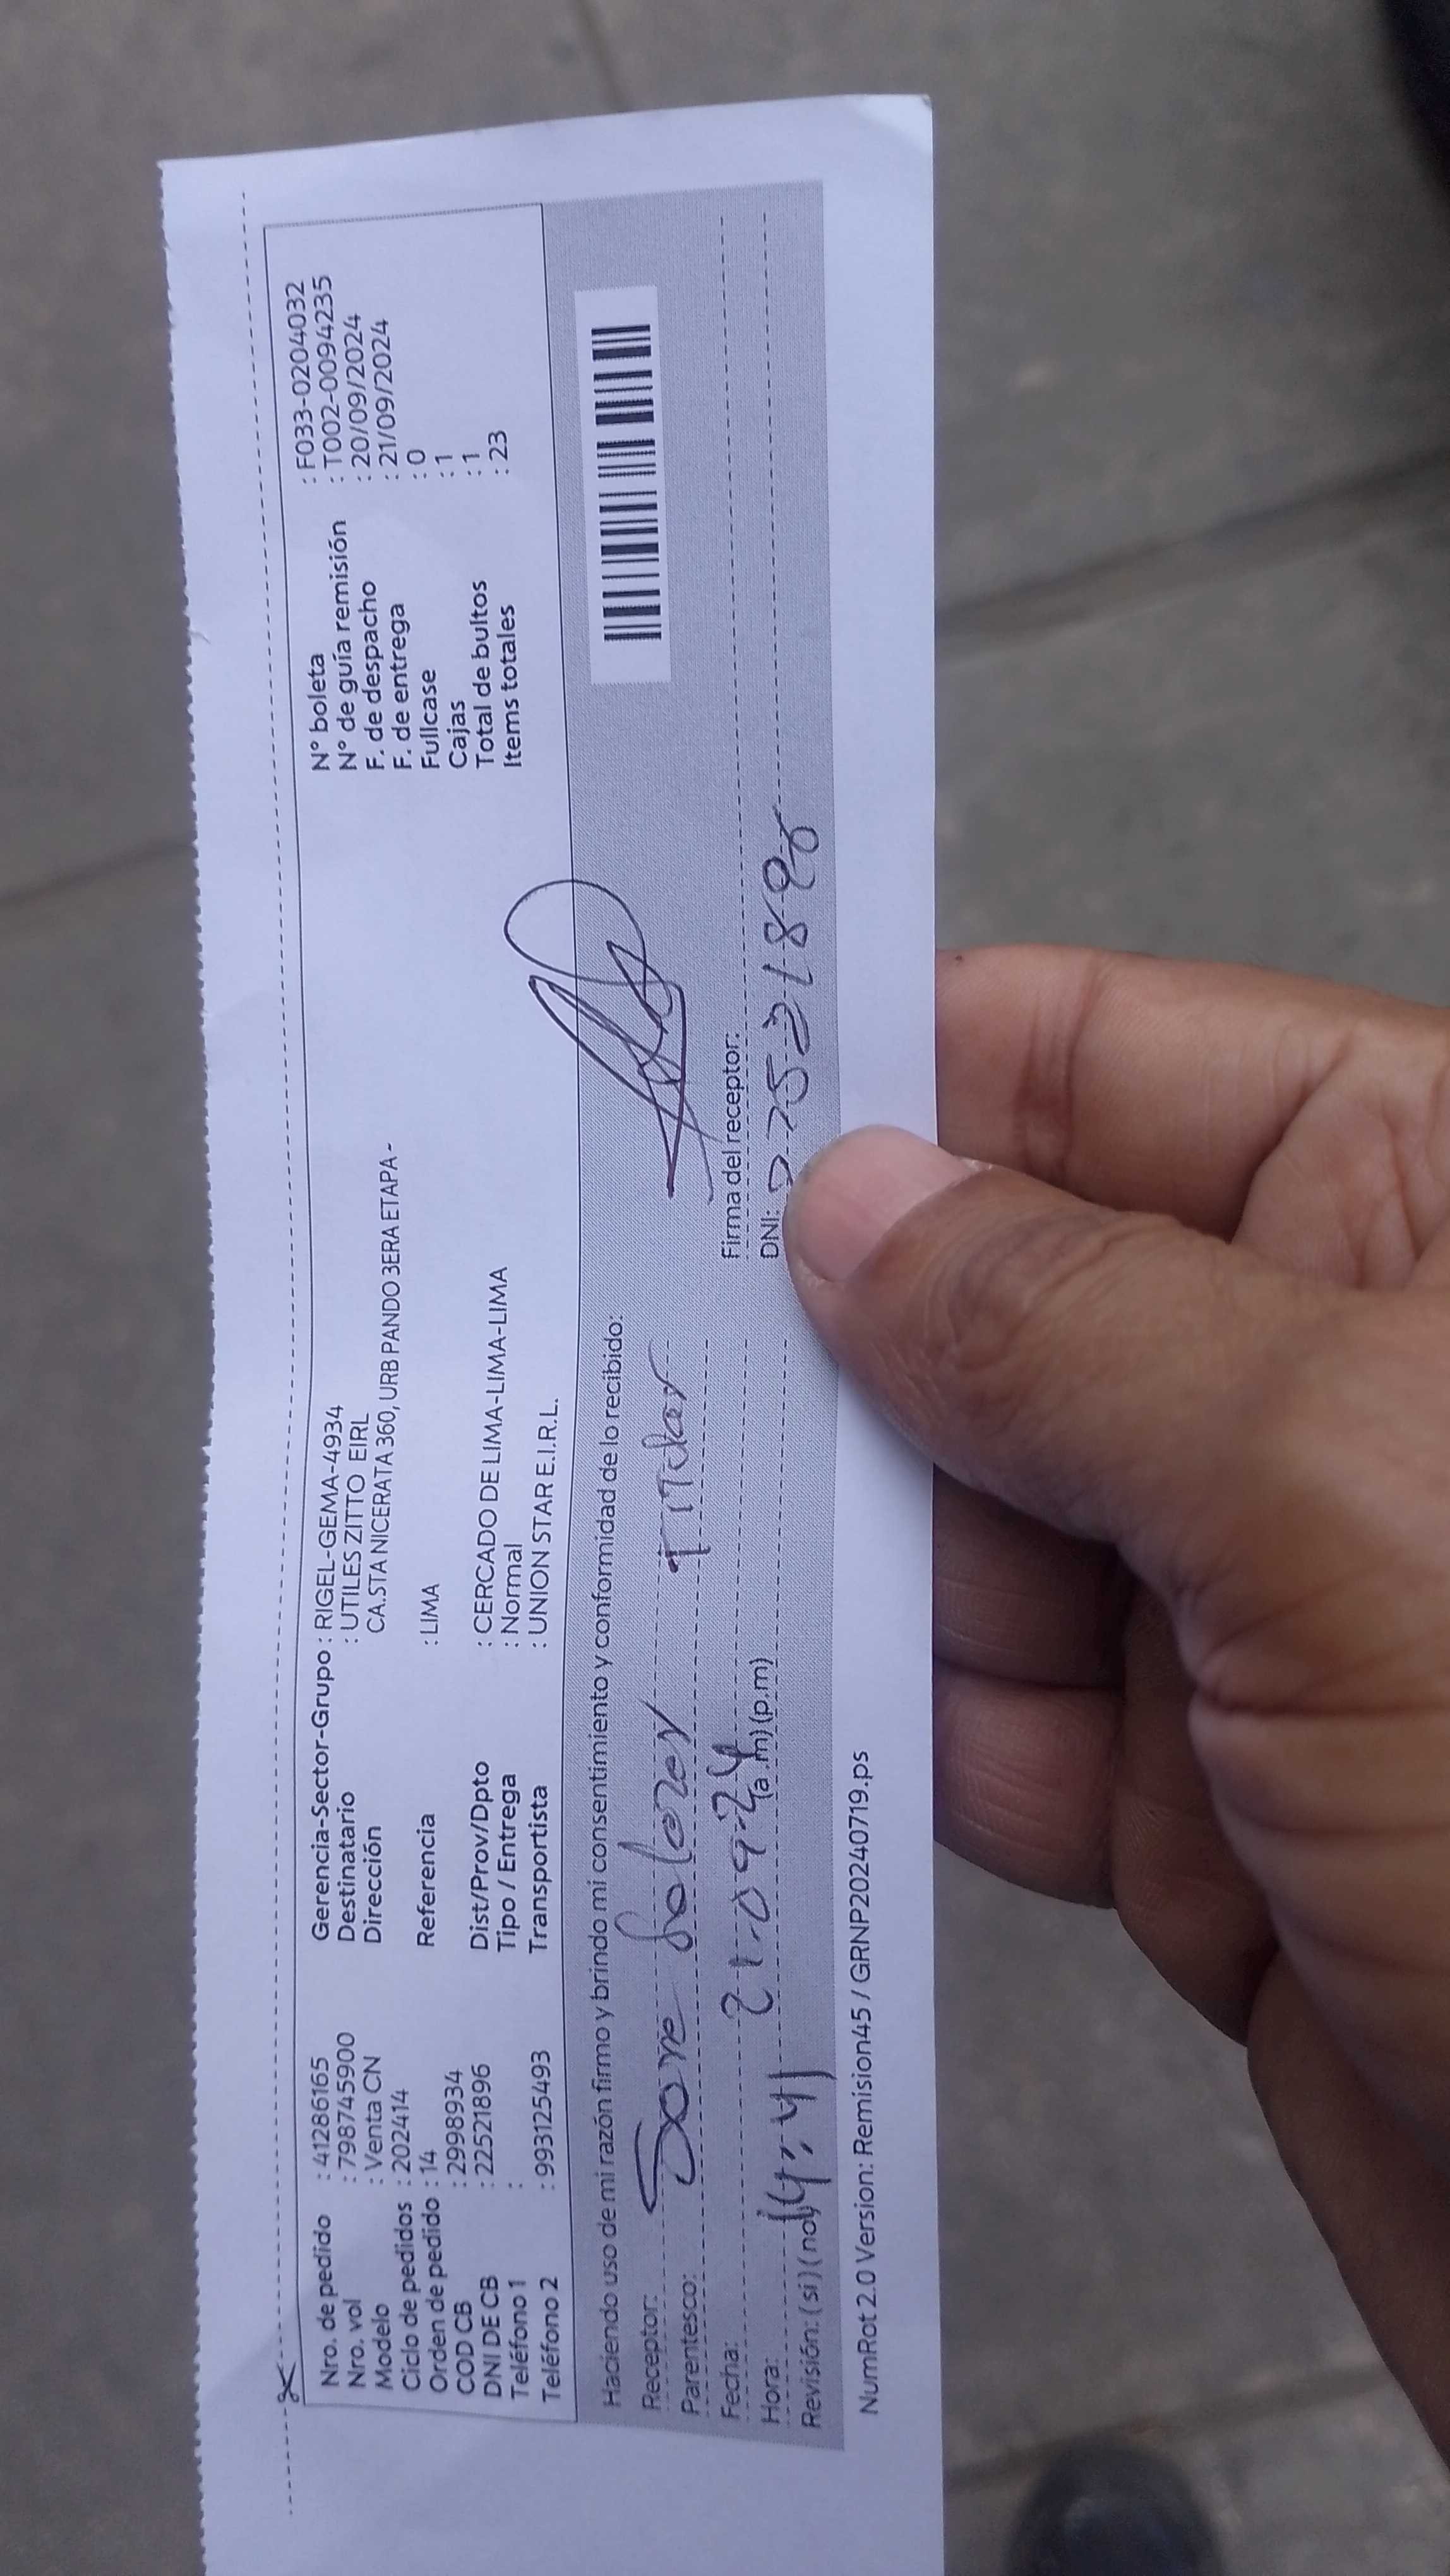 Nro. de pedido : 41286165
Nro. vol : 798745900
Modelo : Venta CN
Ciclo de pedidos : 202414
Orden de pedido : 14
COD CB : 2998934
DNI DE CB : 22521896
Teléfono 1 :
Teléfono 2 : 993125493
Gerencia-Sector-Grupo : RIGEL-GEMA-4934
Destinatario : UTILES ZITTO EIRL
Dirección CA.STA NICERATA 360, URB PANDO 3ERA ETAPA -
Referencia : LIMA
Dist/Prov/Dpto : CERCADO DE LIMA-LIMA-LIMA
Tipo / Entrega : Normal
Transportista : UNION STAR E.I.R.L.
N° boleta : F033-0204032
N° de guía remisión : T002-0094235
F. de despacho : 20/09/2024
F. de entrega : 21/09/2024
Fullcase : 0
Cajas : 1
Total de bultos : 1
Items totales : 23
Haciendo uso de mi razón firmo y brindo mi consentimiento y conformidad de lo recibido:
Receptor:
Parentesco: Titular
Fecha: 21-09-24
Hora: (a.m) (p.m)
Revisión: (si) (no)
Firma del receptor:
DNI:
NumRot 2.0 Version: Remision45 / GRNP20240719.ps